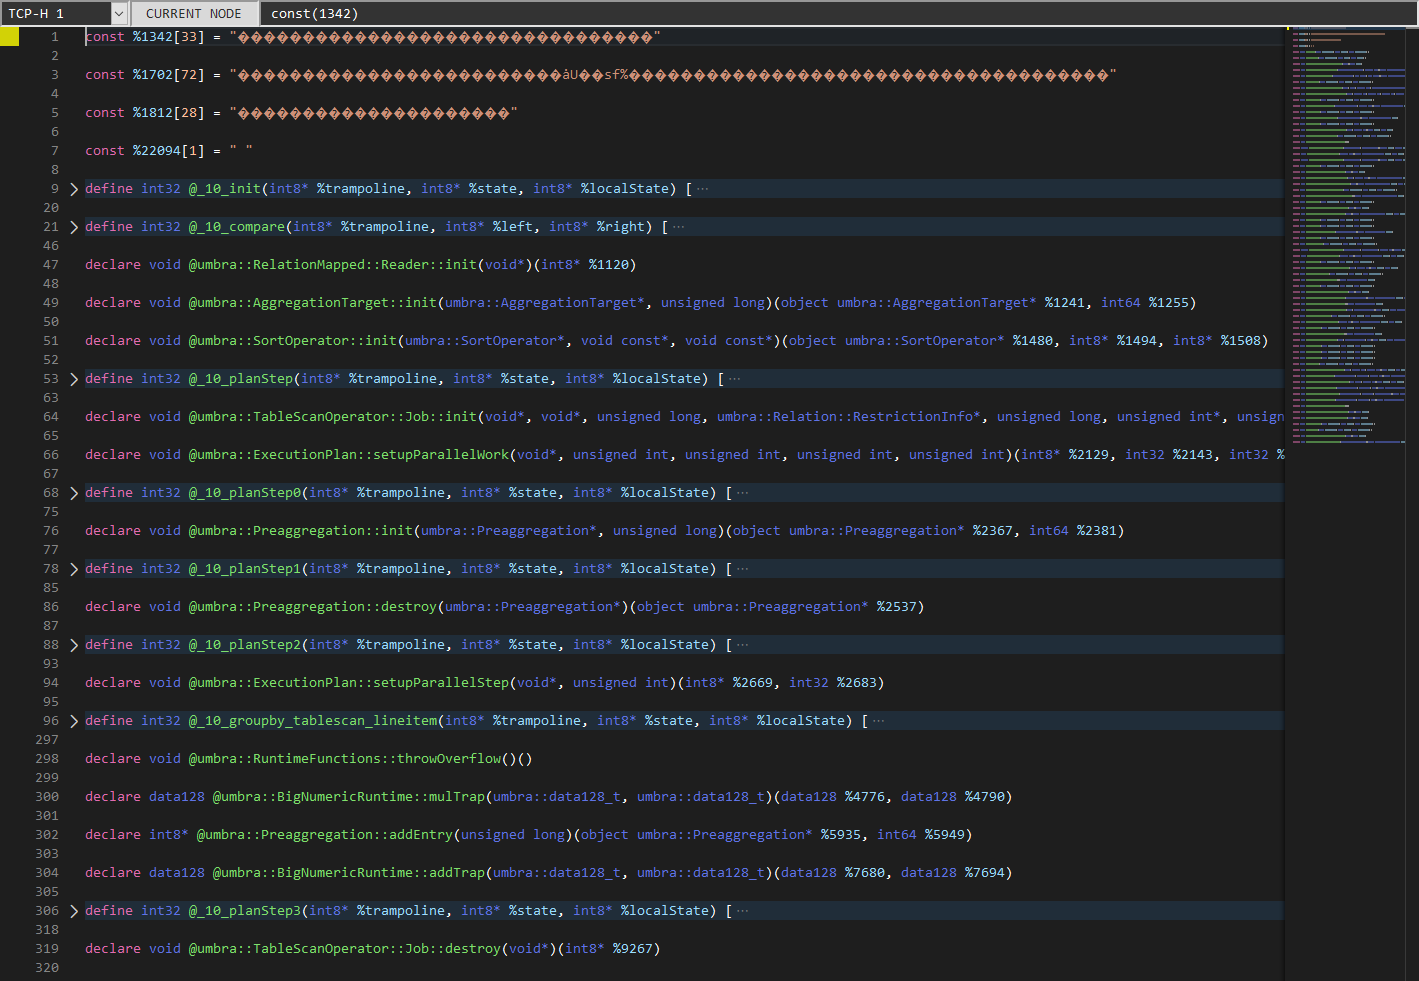 TCP-H 1 CURRENT NODE const(1342)
1 const %1342[33] = "��������������������������������"
2
3 const %1702[72] = "�������������������������åU��sf%�������������������������������������"
4
5 const %1812[28] = "���������������������"
6
7 const %22094[1] = " "
8
9 define int32 @_10_init(int8* %trampoline, int8* %state, int8* %localState) [ ···
20
21 define int32 @_10_compare(int8* %trampoline, int8* %left, int8* %right) [ ···
46
47 declare void @umbra::RelationMapped::Reader::init(void*)(int8* %1120)
48
49 declare void @umbra::AggregationTarget::init(umbra::AggregationTarget*, unsigned long)(object umbra::AggregationTarget* %1241, int64 %1255)
50
51 declare void @umbra::SortOperator::init(umbra::SortOperator*, void const*, void const*)(object umbra::SortOperator* %1480, int8* %1494, int8* %1508)
52
53 define int32 @_10_planStep(int8* %trampoline, int8* %state, int8* %localState) [ ···
63
64 declare void @umbra::TableScanOperator::Job::init(void*, void*, unsigned long, umbra::Relation::RestrictionInfo*, unsigned long, unsigned int*, unsign
65
66 declare void @umbra::ExecutionPlan::setupParallelWork(void*, unsigned int, unsigned int, unsigned int, unsigned int)(int8* %2129, int32 %2143, int32 %
67
68 define int32 @_10_planStep0(int8* %trampoline, int8* %state, int8* %localState) [ ···
75
76 declare void @umbra::Preaggregation::init(umbra::Preaggregation*, unsigned long)(object umbra::Preaggregation* %2367, int64 %2381)
77
78 define int32 @_10_planStep1(int8* %trampoline, int8* %state, int8* %localState) [ ···
85
86 declare void @umbra::Preaggregation::destroy(umbra::Preaggregation*)(object umbra::Preaggregation* %2537)
87
88 define int32 @_10_planStep2(int8* %trampoline, int8* %state, int8* %localState) [ ···
93
94 declare void @umbra::ExecutionPlan::setupParallelStep(void*, unsigned int)(int8* %2669, int32 %2683)
95
96 define int32 @_10_groupby_tablescan_lineitem(int8* %trampoline, int8* %state, int8* %localState) [ ···
297
298 declare void @umbra::RuntimeFunctions::throwOverflow()()
299
300 declare data128 @umbra::BigNumericRuntime::mulTrap(umbra::data128_t, umbra::data128_t)(data128 %4776, data128 %4790)
301
302 declare int8* @umbra::Preaggregation::addEntry(unsigned long)(object umbra::Preaggregation* %5935, int64 %5949)
303
304 declare data128 @umbra::BigNumericRuntime::addTrap(umbra::data128_t, umbra::data128_t)(data128 %7680, data128 %7694)
305
306 define int32 @_10_planStep3(int8* %trampoline, int8* %state, int8* %localState) [ ···
318
319 declare void @umbra::TableScanOperator::Job::destroy(void*)(int8* %9267)
320